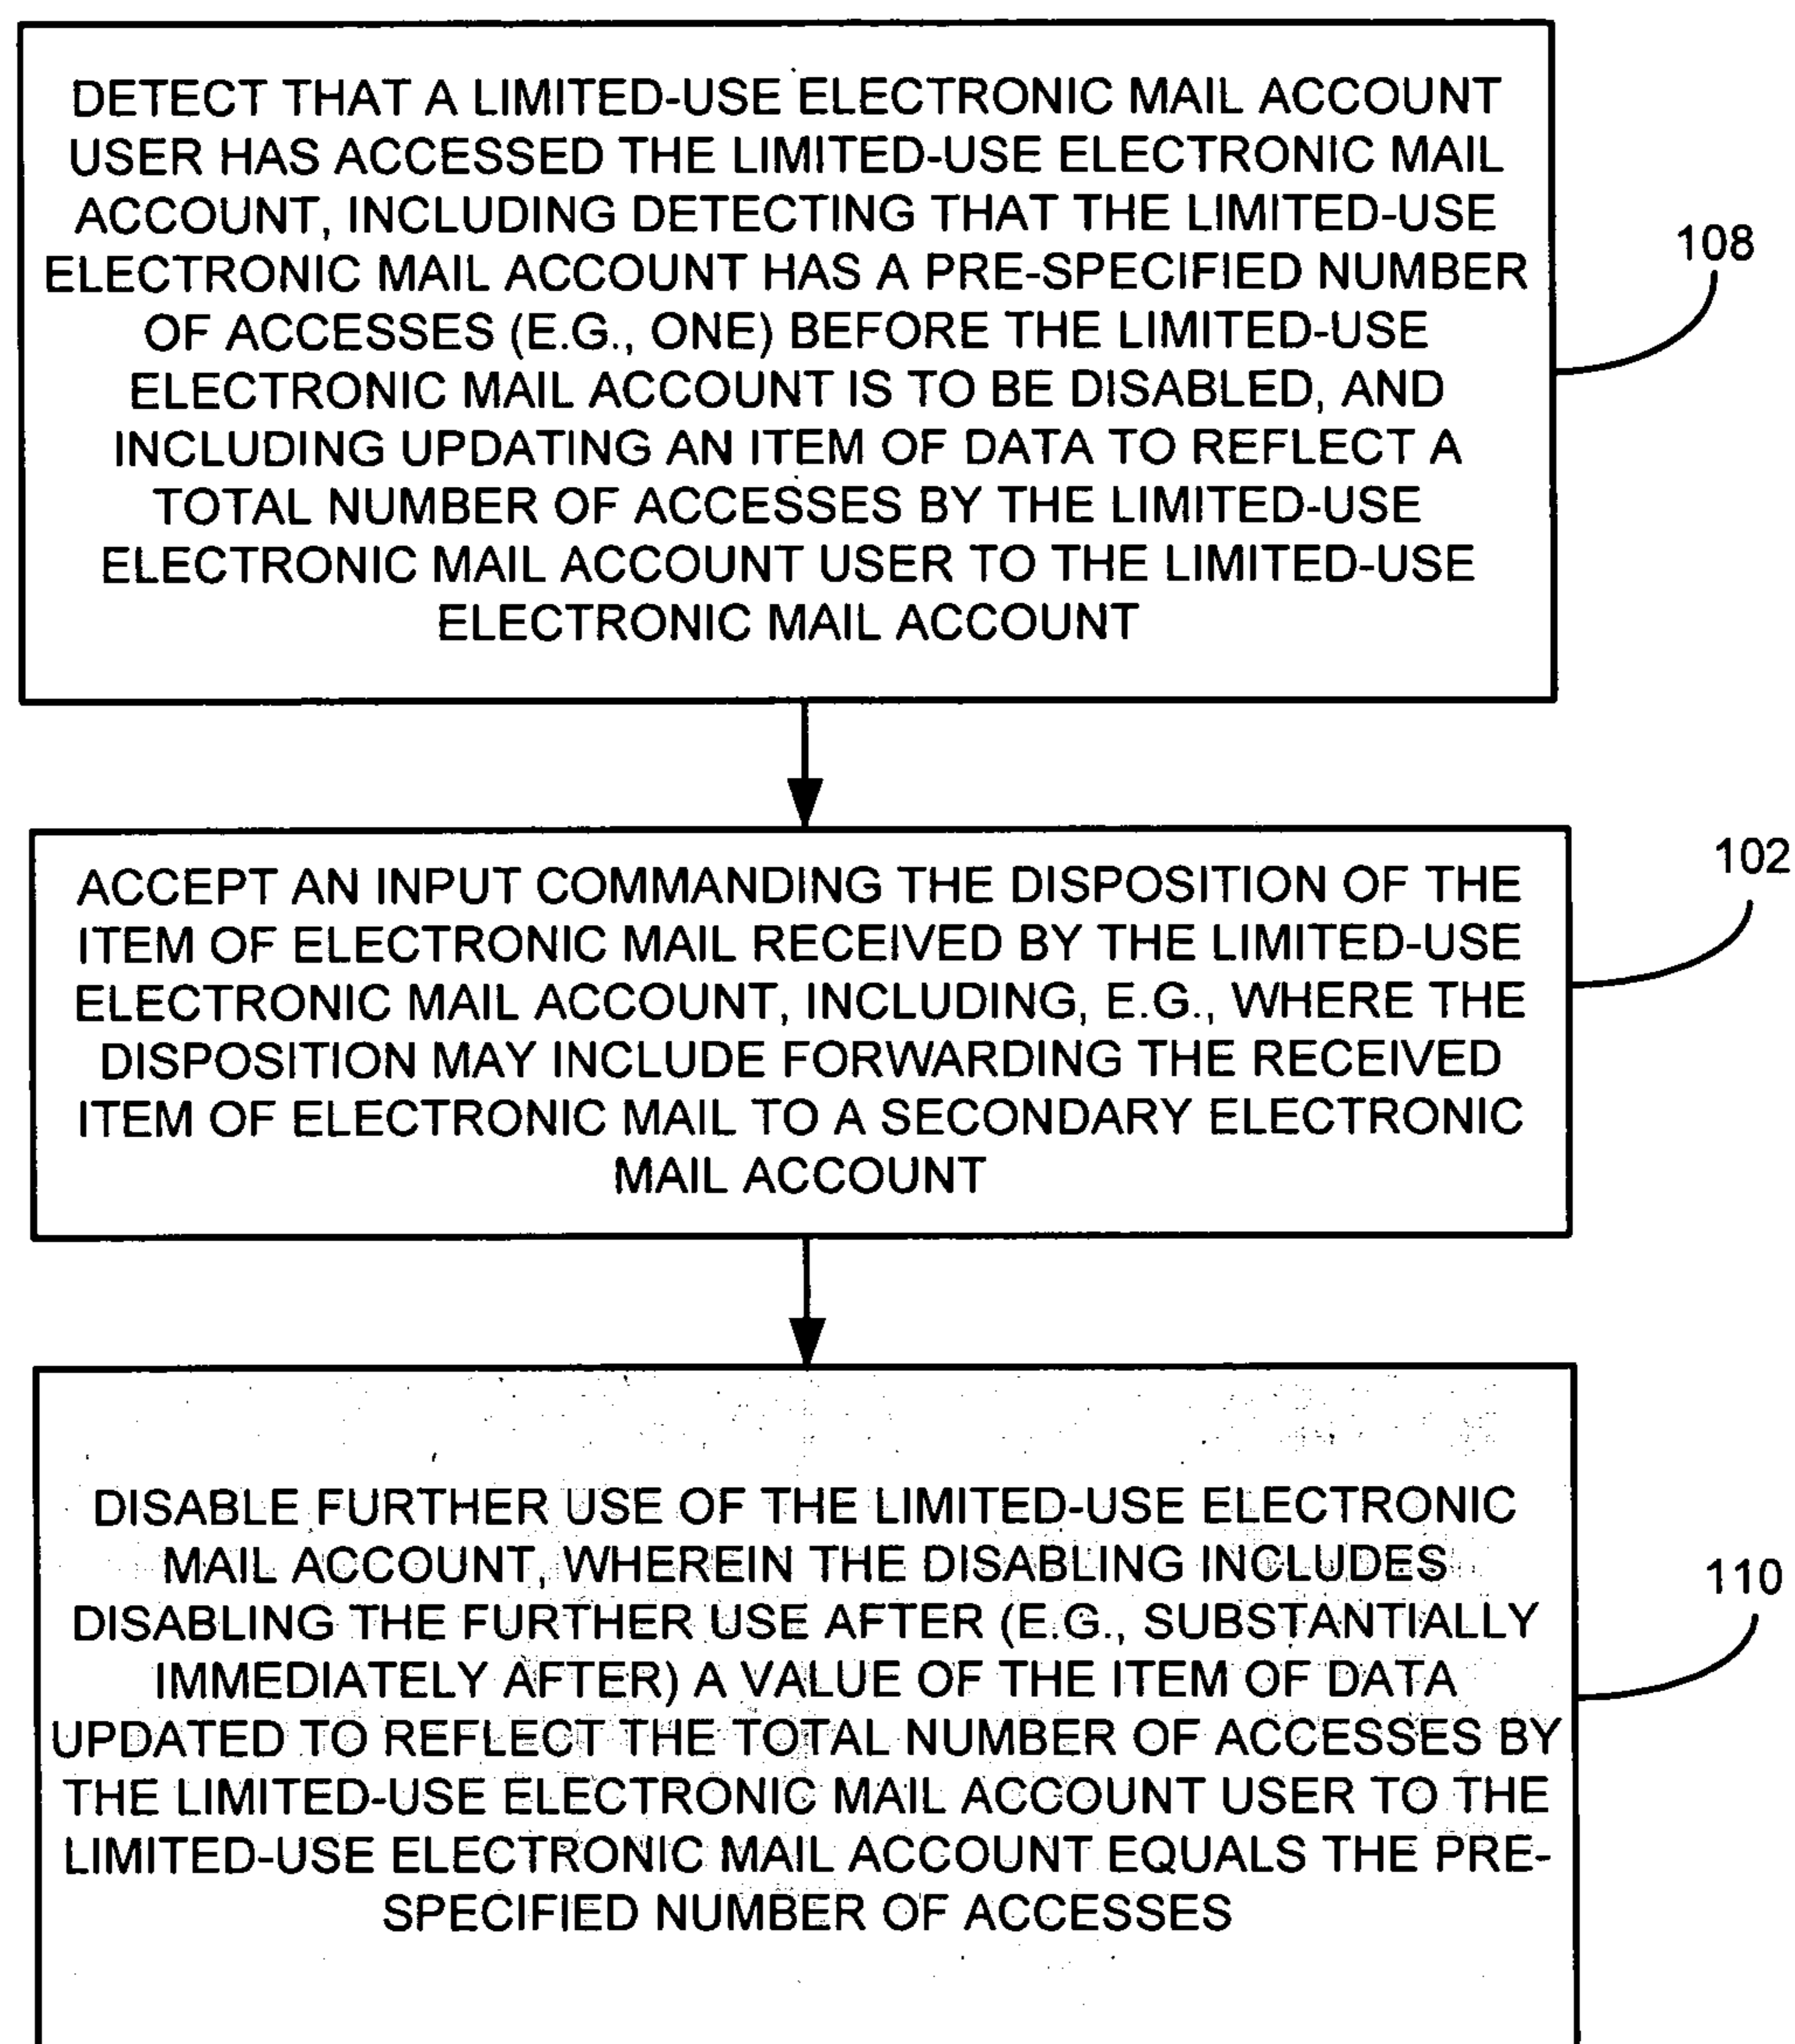 DETECT THAT A LIMITED-USE ELECTRONIC MAIL ACCOUNT
USER HAS ACCESSED THE LIMITED-USE ELECTRONIC MAIL
ACCOUNT, INCLUDING DETECTING THAT THE LIMITED-USE
ELECTRONIC MAIL ACCOUNT HAS A PRE-SPECIFIED NUMBER
OF ACCESSES (E.G., ONE) BEFORE THE LIMITED-USE
ELECTRONIC MAIL ACCOUNT IS TO BE DISABLED, AND
INCLUDING UPDATING AN ITEM OF DATA TO REFLECT A
TOTAL NUMBER OF ACCESSES BY THE LIMITED-USE
ELECTRONIC MAIL ACCOUNT USER TO THE LIMITED-USE
ELECTRONIC MAIL ACCOUNT
108
ACCEPT AN INPUT COMMANDING THE DISPOSITION OF THE
ITEM OF ELECTRONIC MAIL RECEIVED BY THE LIMITED-USE
ELECTRONIC MAIL ACCOUNT, INCLUDING, E.G., WHERE THE
DISPOSITION MAY INCLUDE FORWARDING THE RECEIVED
ITEM OF ELECTRONIC MAIL TO A SECONDARY ELECTRONIC
MAIL ACCOUNT
102
DISABLE FURTHER USE OF THE LIMITED-USE ELECTRONIC
MAIL ACCOUNT, WHEREIN THE DISABLING INCLUDES
DISABLING THE FURTHER USE AFTER (E.G., SUBSTANTIALLY
IMMEDIATELY AFTER) A VALUE OF THE ITEM OF DATA
UPDATED TO REFLECT THE TOTAL NUMBER OF ACCESSES BY
THE LIMITED-USE ELECTRONIC MAIL ACCOUNT USER TO THE
LIMITED-USE ELECTRONIC MAIL ACCOUNT EQUALS THE PRE-
SPECIFIED NUMBER OF ACCESSES
110